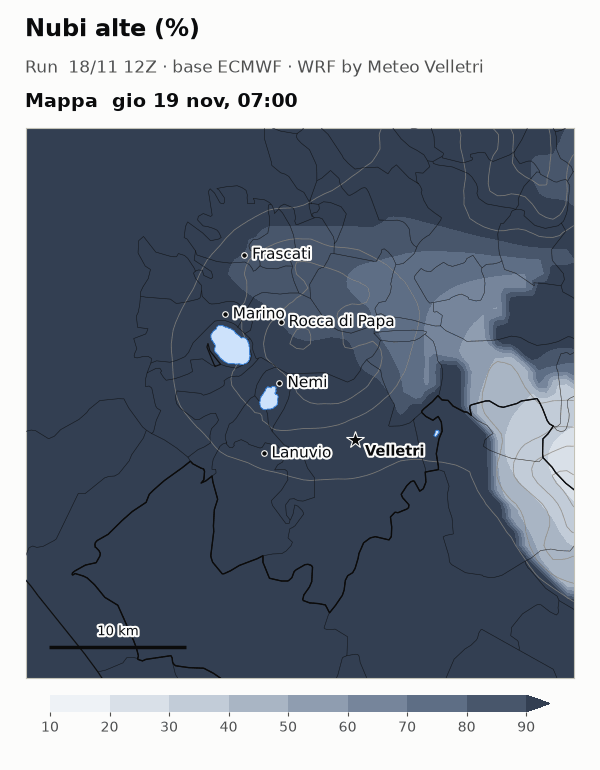 Nubi alte (%)
Run  18/11 12Z · base ECMWF · WRF by Meteo Velletri
Mappa  gio 19 nov, 07:00
Frascati
Marino
Rocca di Papa
Nemi
Velletri
Lanuvio
10 km
10 20 30 40 50 60 70 80 90